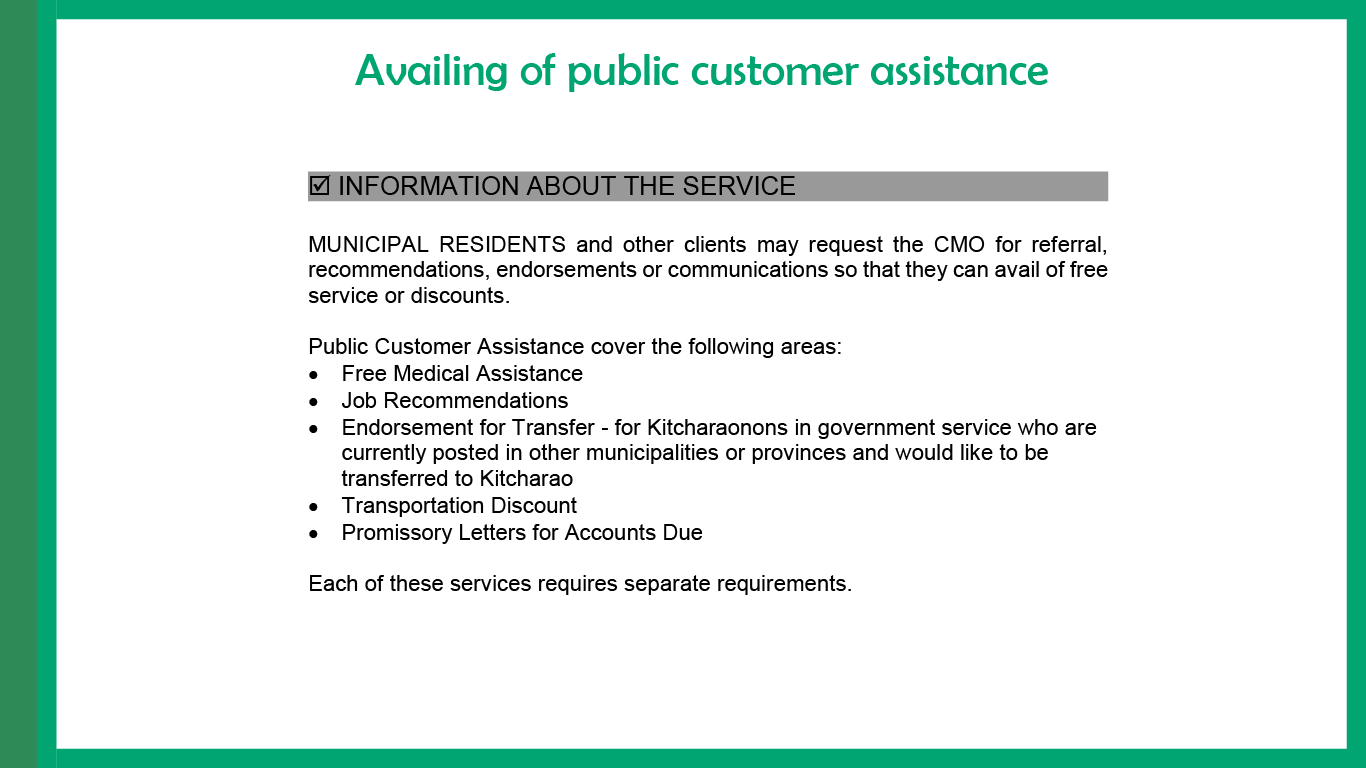 Availing of public customer assistance
☑ INFORMATION ABOUT THE SERVICE
MUNICIPAL RESIDENTS and other clients may request the CMO for referral,
recommendations, endorsements or communications so that they can avail of free
service or discounts.
Public Customer Assistance cover the following areas:
• Free Medical Assistance
• Job Recommendations
• Endorsement for Transfer - for Kitcharaonons in government service who are
currently posted in other municipalities or provinces and would like to be
transferred to Kitcharao
• Transportation Discount
• Promissory Letters for Accounts Due
Each of these services requires separate requirements.